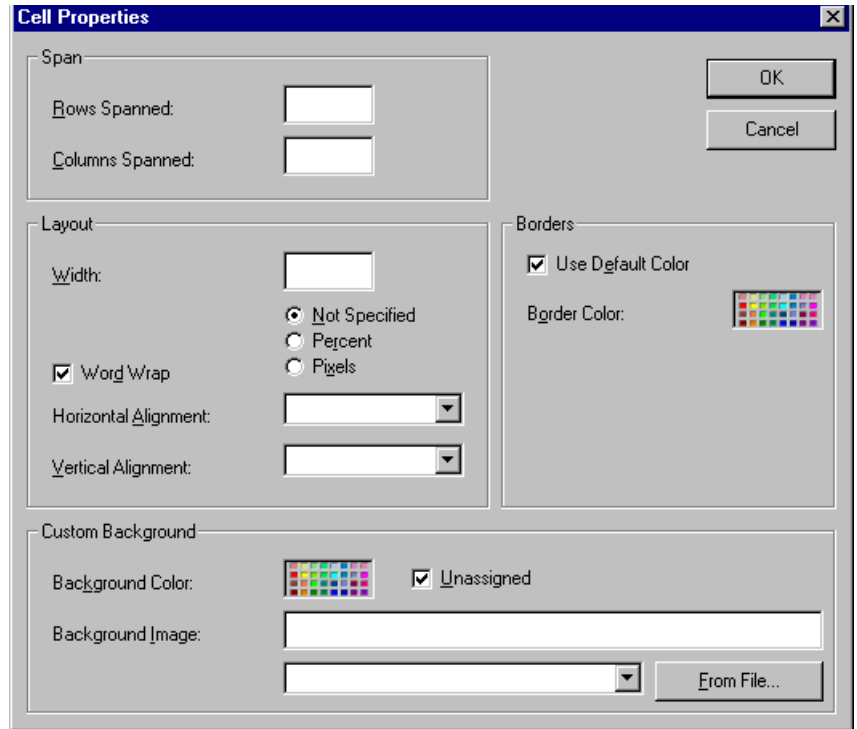 Cell Properties
Span
Rows Spanned:
Columns Spanned:
OK
Cancel
Layout
Width:
Not Specified
Percent
Pixels
Word Wrap
Horizontal Alignment:
Vertical Alignment:
Borders
Use Default Color
Border Color:
Custom Background
Background Color:
Unassigned
Background Image:
From File...